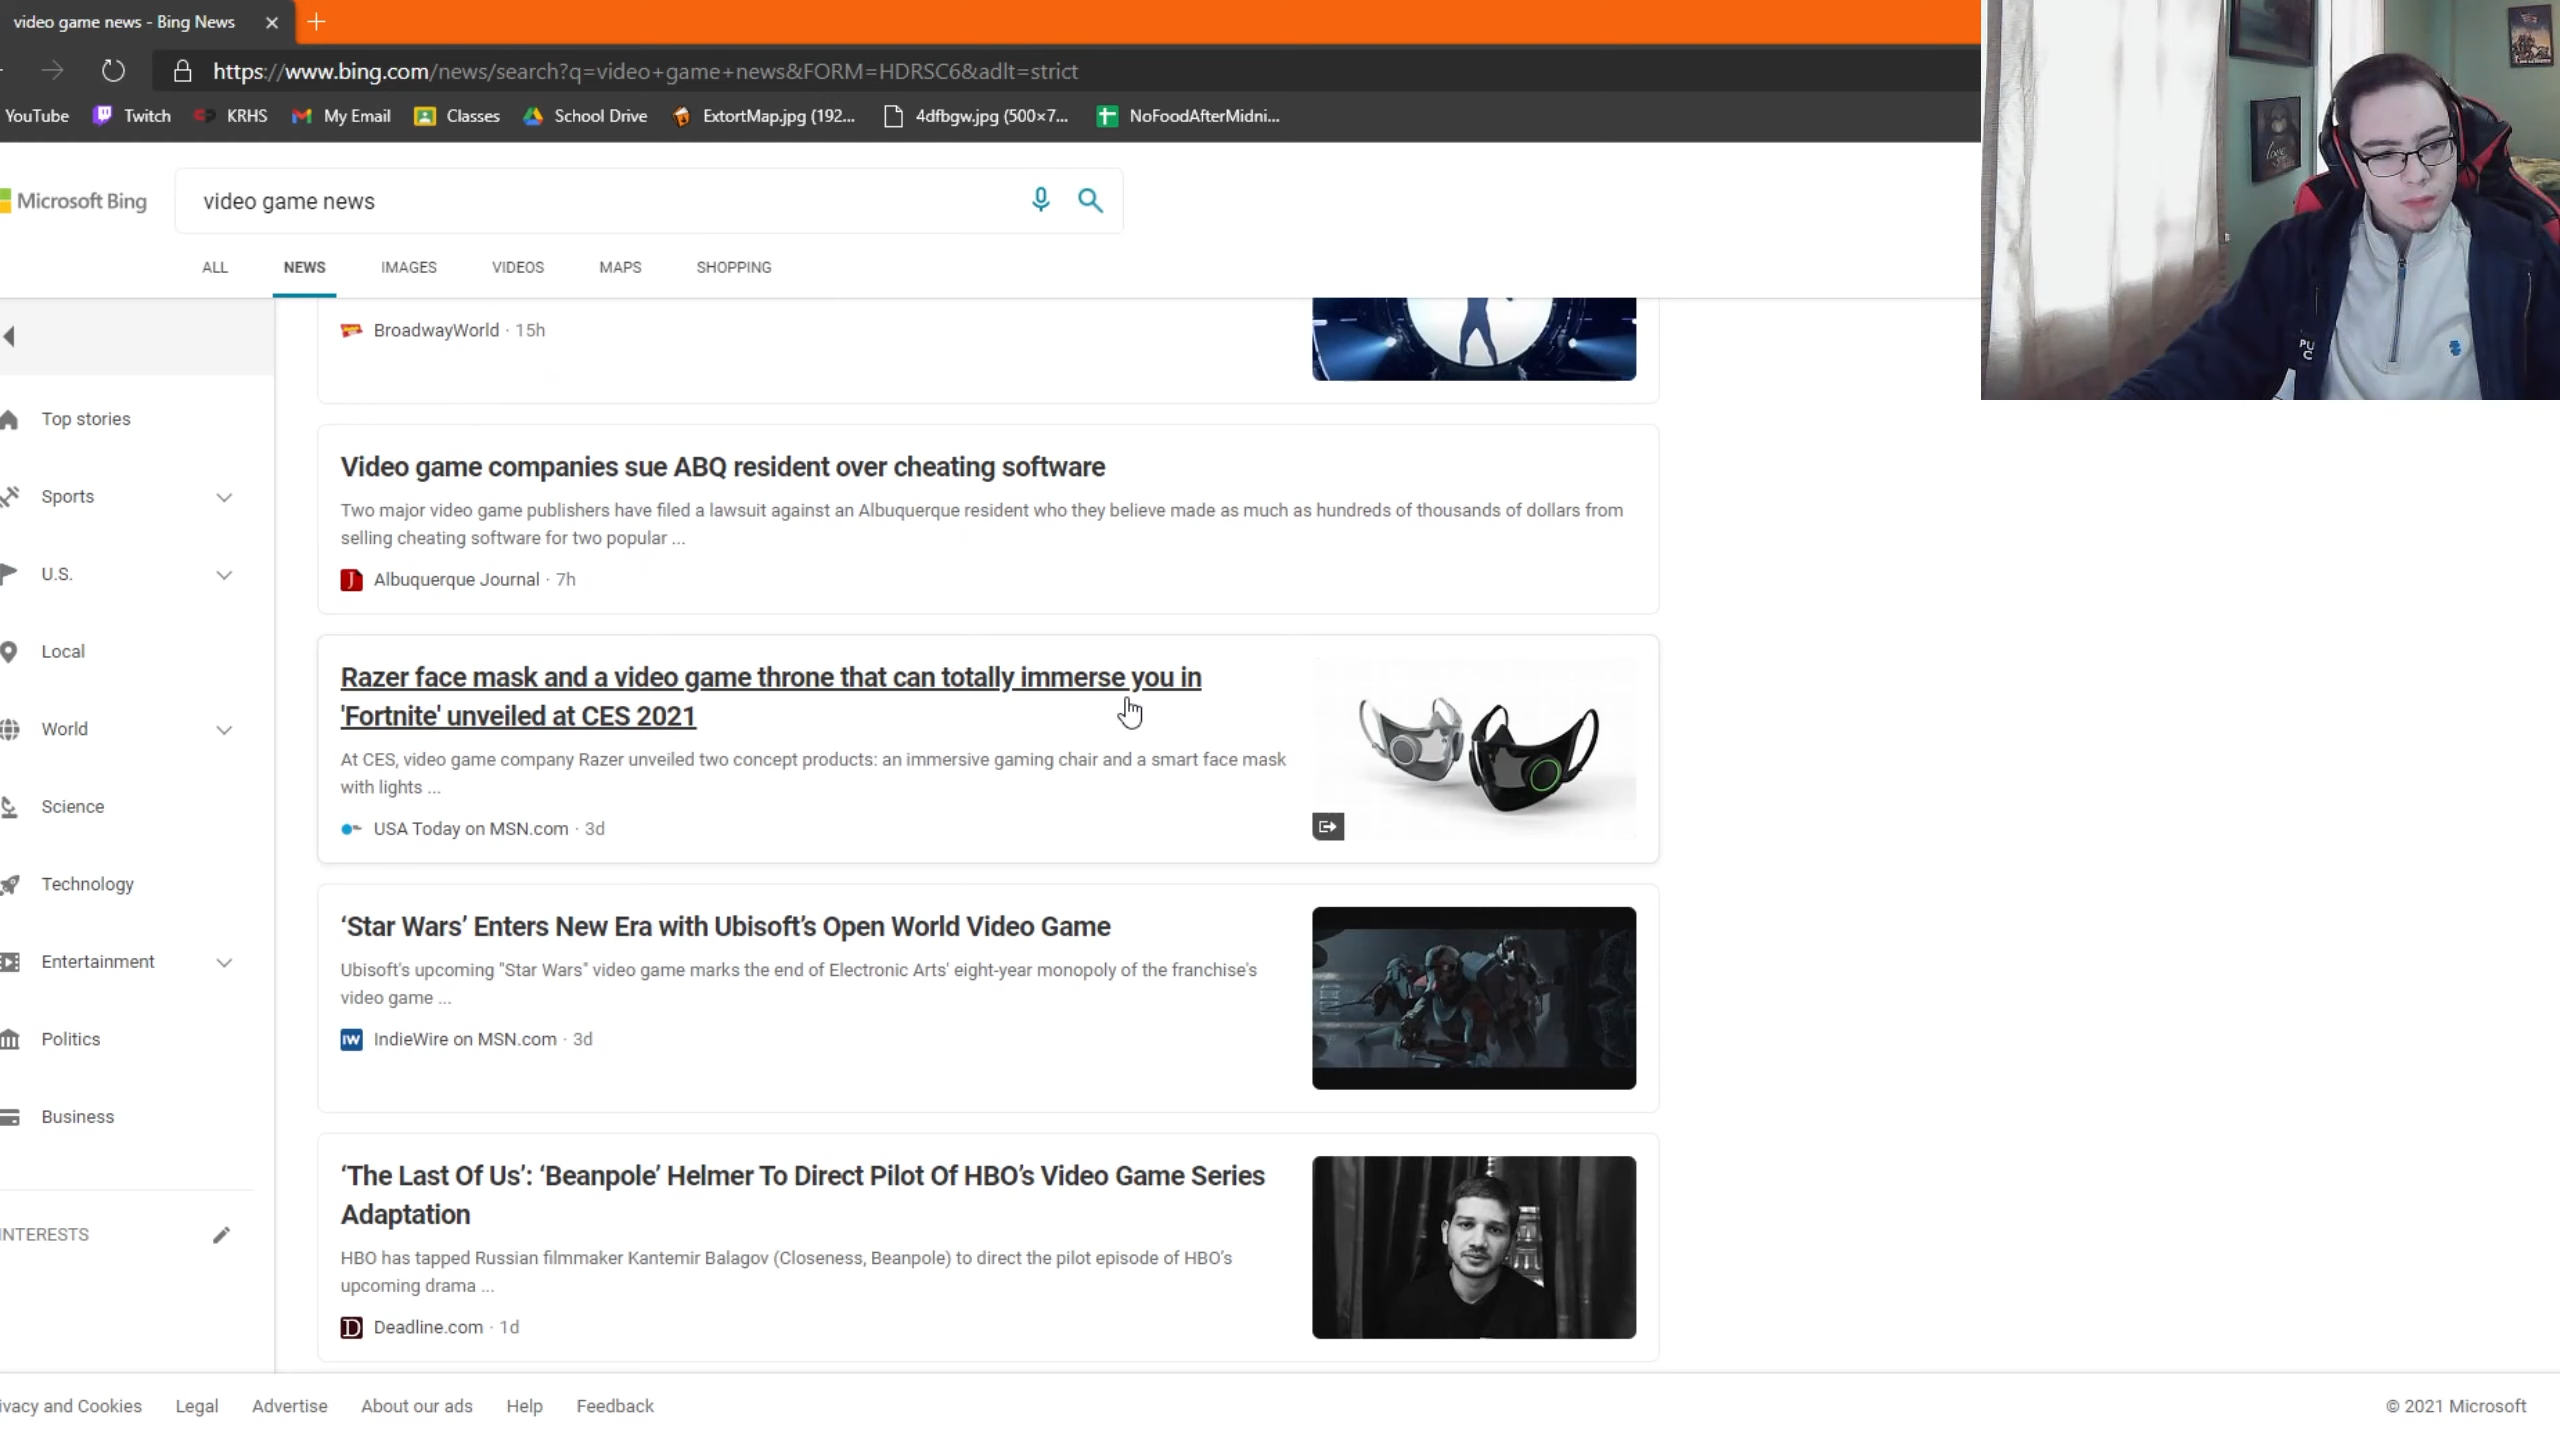 video game news - Bing News
https://www.bing.com/news/search?q=video+game+news&FORM=HDRSC6&adlt=strict
YouTube Twitch KRHS My Email Classes School Drive ExtortMap.jpg (192... 4dfbgw.jpg (500×7... NoFoodAfterMidni...
Microsoft Bing
video game news
ALL NEWS IMAGES VIDEOS MAPS SHOPPING
Top stories
Sports
U.S.
Local
World
Science
Technology
Entertainment
Politics
Business
INTERESTS
BroadwayWorld · 15h
Video game companies sue ABQ resident over cheating software
Two major video game publishers have filed a lawsuit against an Albuquerque resident who they believe made as much as hundreds of thousands of dollars from
selling cheating software for two popular ...
Albuquerque Journal · 7h
Razer face mask and a video game throne that can totally immerse you in
'Fortnite' unveiled at CES 2021
At CES, video game company Razer unveiled two concept products: an immersive gaming chair and a smart face mask
with lights ...
USA Today on MSN.com · 3d
‘Star Wars’ Enters New Era with Ubisoft’s Open World Video Game
Ubisoft's upcoming "Star Wars" video game marks the end of Electronic Arts' eight-year monopoly of the franchise's
video game ...
IW IndieWire on MSN.com · 3d
‘The Last Of Us’: ‘Beanpole’ Helmer To Direct Pilot Of HBO’s Video Game Series
Adaptation
HBO has tapped Russian filmmaker Kantemir Balagov (Closeness, Beanpole) to direct the pilot episode of HBO’s
upcoming drama ...
D Deadline.com · 1d
ivacy and Cookies Legal Advertise About our ads Help Feedback
© 2021 Microsoft